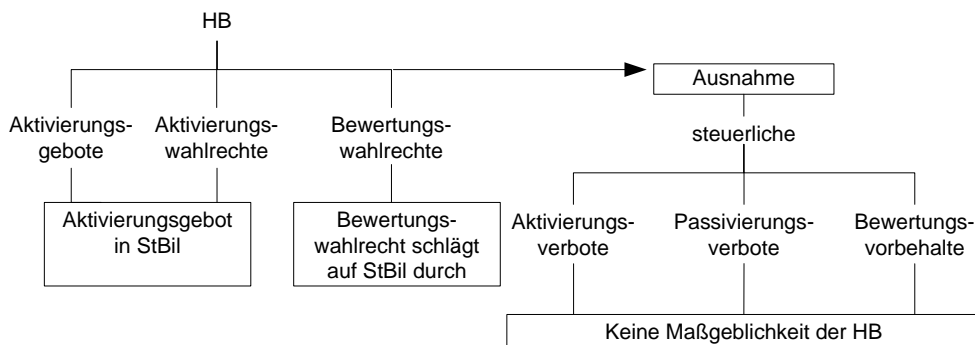 HB
Ausnahme
Aktivierungs-
gebote
Aktivierungs-
wahlrechte
Bewertungs-
wahlrechte
steuerliche
Aktivierungsgebot
in StBil
Bewertungs-
wahlrecht schlägt
auf StBil durch
Aktivierungs-
verbote
Passivierungs-
verbote
Bewertungs-
vorbehalte
Keine Maßgeblichkeit der HB